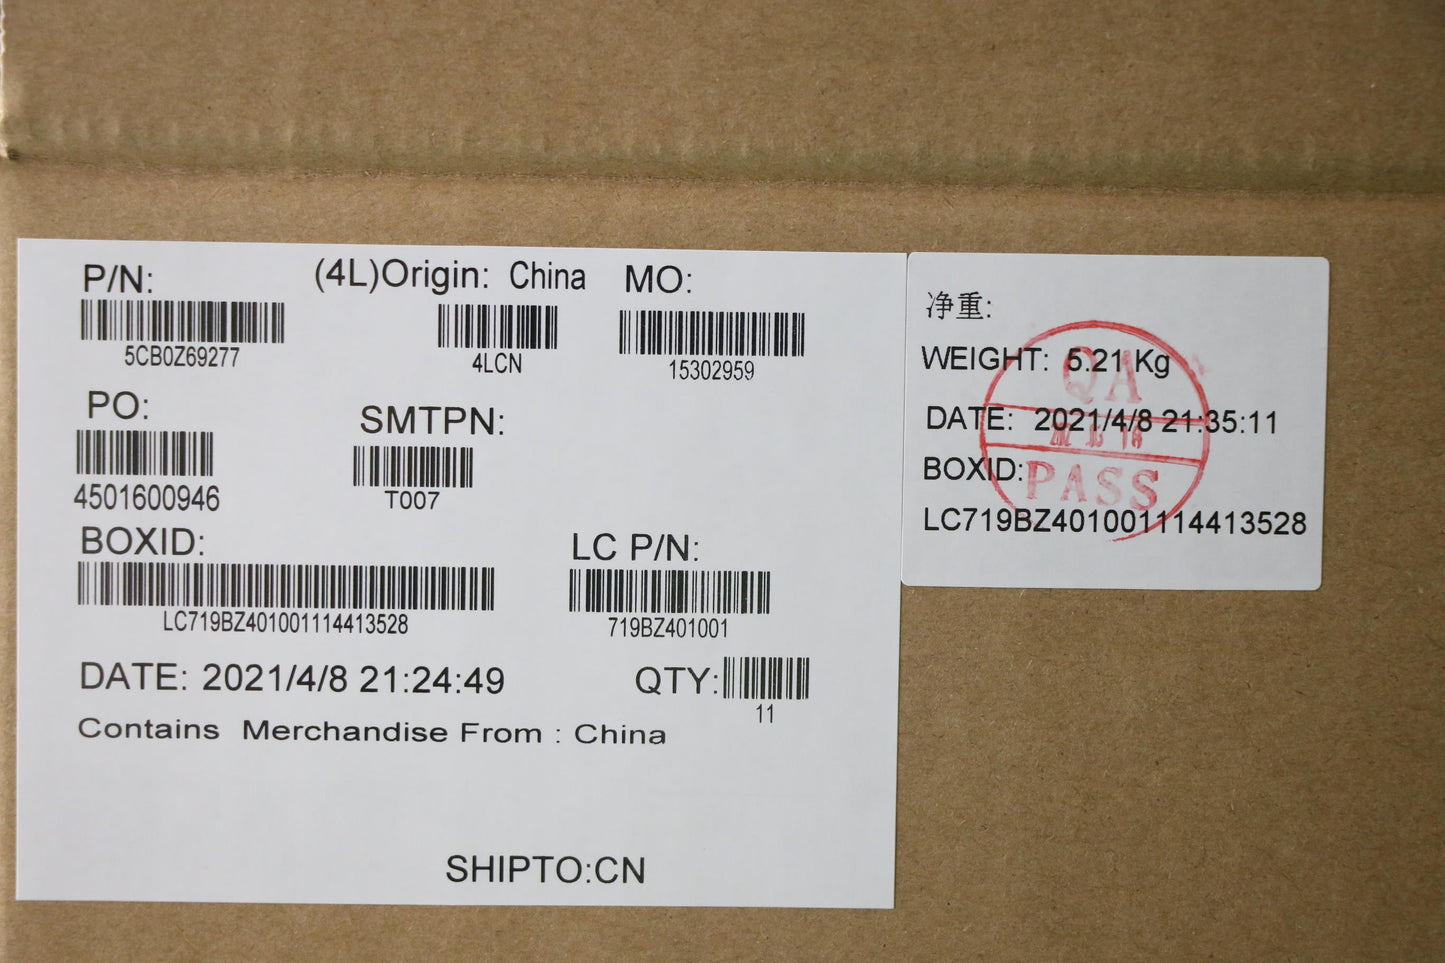 P/N: (4L)Origin: China MO:
5CB0Z69277 4LCN 15302959
PO: SMTPN:
4501600946 T007
BOXID: LC P/N:
LC719BZ401001114413528 719BZ401001
DATE: 2021/4/8 21:24:49 QTY:
11
Contains Merchandise From : China
SHIPTO:CN
净重:
WEIGHT: 5.21 Kg
DATE: 2021/4/8 21:35:11
BOXID:
LC719BZ401001114413528
QA
PASS